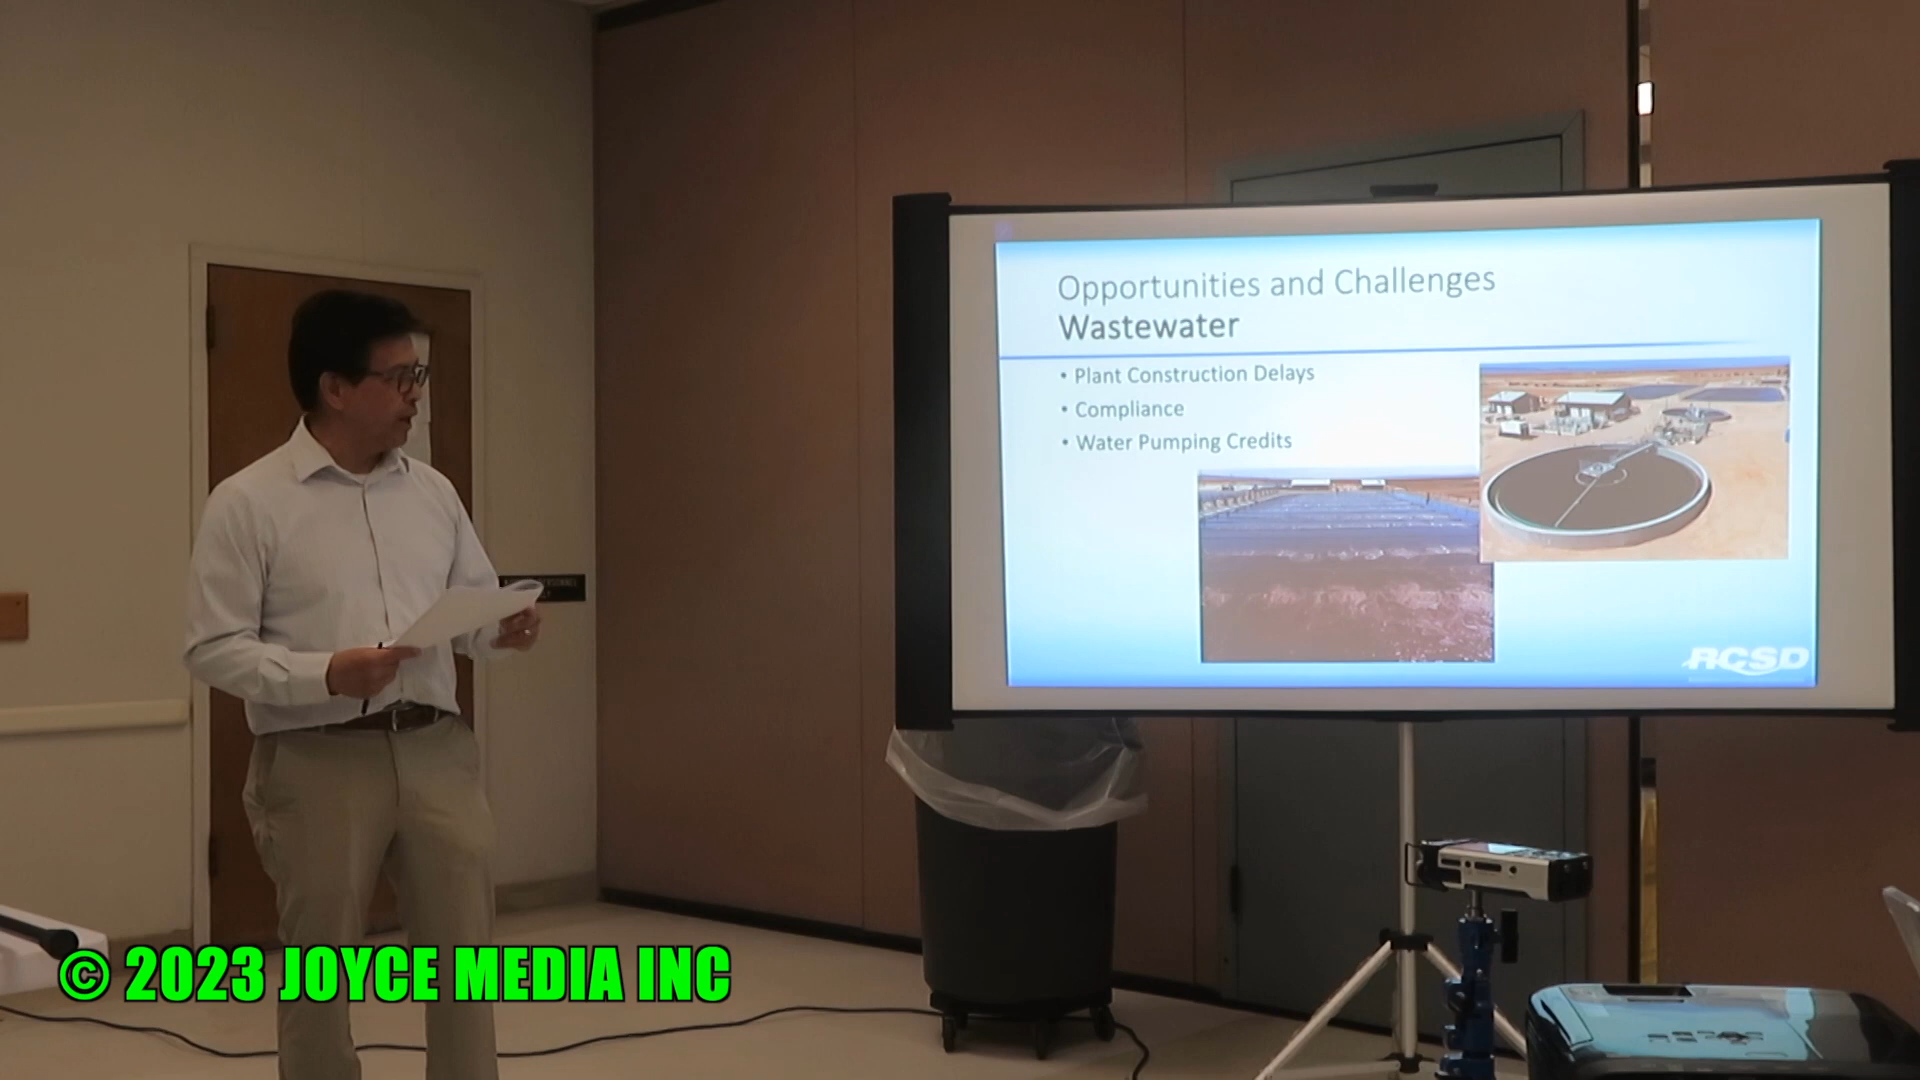 Opportunities and Challenges
Wastewater
• Plant Construction Delays
• Compliance
• Water Pumping Credits
RCSD
© 2023 JOYCE MEDIA INC